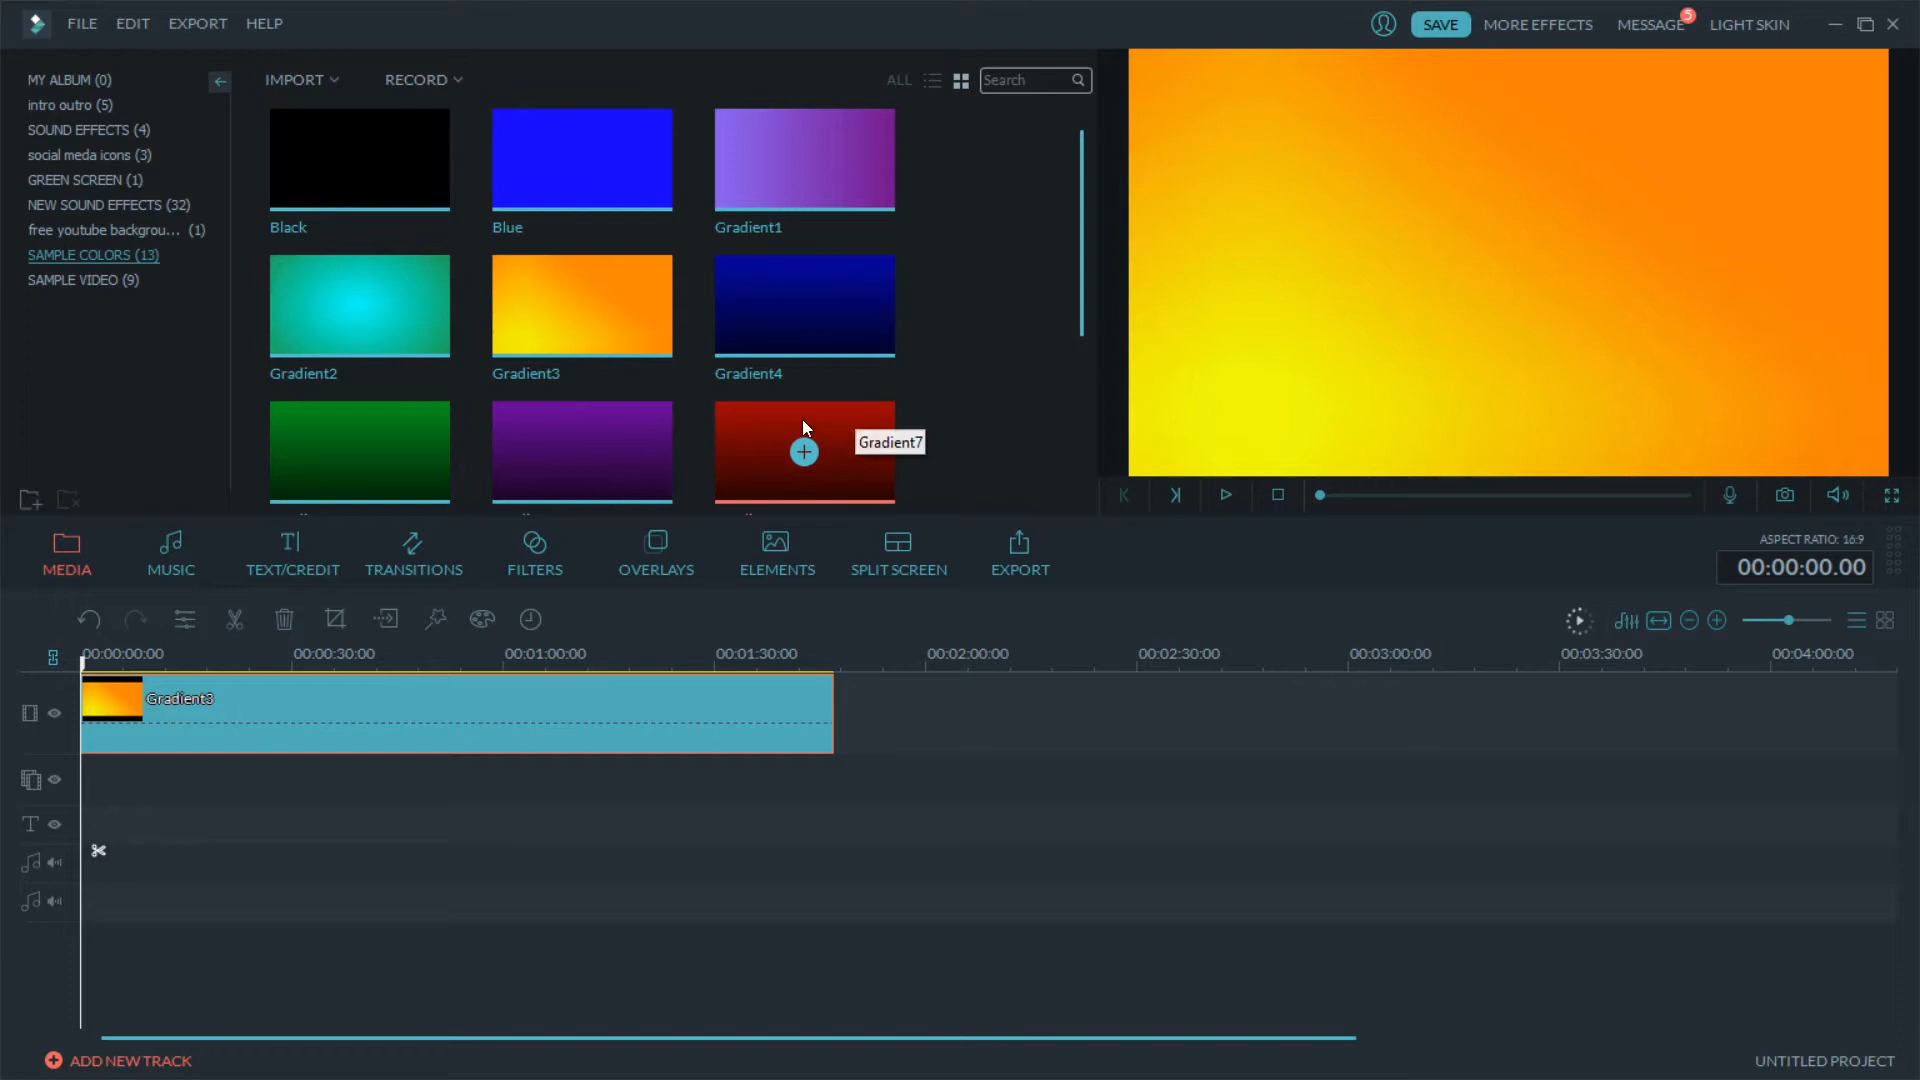 FILE EDIT EXPORT HELP
SAVE MORE EFFECTS MESSAGE 5 LIGHT SKIN
MY ALBUM (0)
intro outro (5)
SOUND EFFECTS (4)
social meda icons (3)
GREEN SCREEN (1)
NEW SOUND EFFECTS (32)
free youtube backgrou... (1)
SAMPLE COLORS (13)
SAMPLE VIDEO (9)
IMPORT RECORD ALL Search
Black Blue Gradient1
Gradient2 Gradient3 Gradient4
Gradient7
MEDIA MUSIC TEXT/CREDIT TRANSITIONS FILTERS OVERLAYS ELEMENTS SPLIT SCREEN EXPORT
ASPECT RATIO: 16:9
00:00:00.00
00:00:00:00 00:00:30:00 00:01:00:00 00:01:30:00 00:02:00:00 00:02:30:00 00:03:00:00 00:03:30:00 00:04:00:00
Gradient3
ADD NEW TRACK
UNTITLED PROJECT